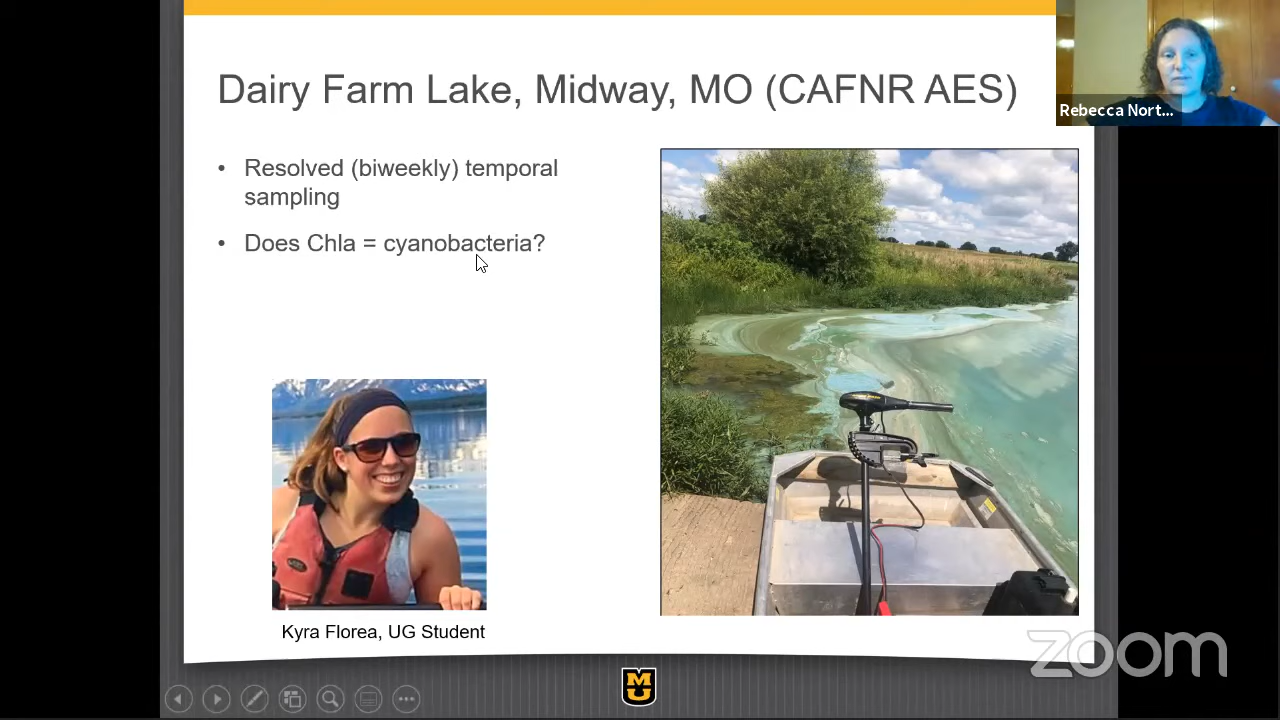 Dairy Farm Lake, Midway, MO (CAFNR AES)
Rebecca Nort...
• Resolved (biweekly) temporal
sampling
• Does Chla = cyanobacteria?
Kyra Florea, UG Student
zoom
MU